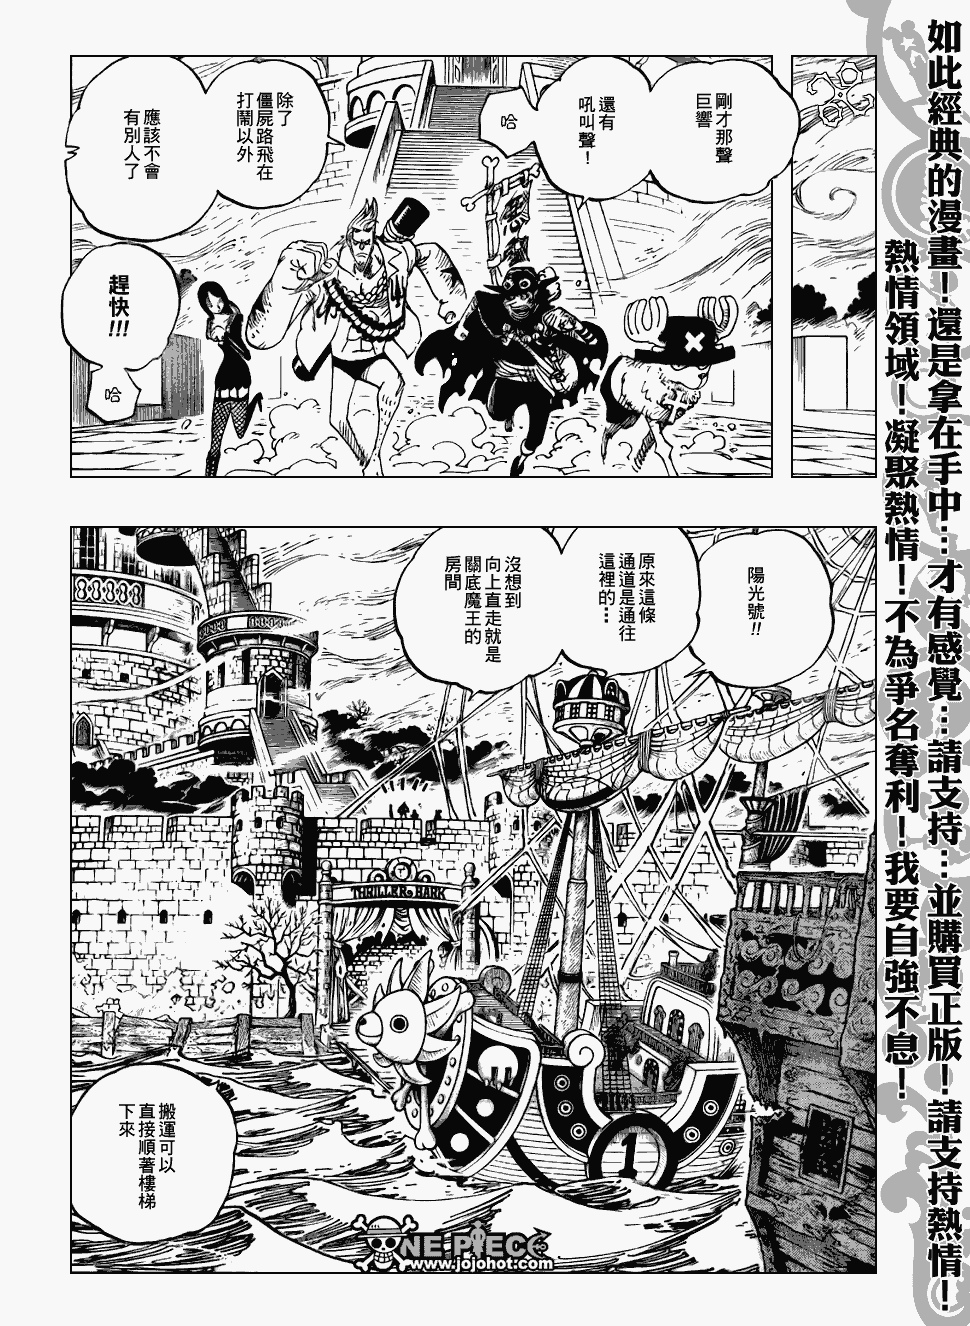 如此經典的漫畫！還是拿在手中…才有感覺…請支持…並購買正版！請支持熱情！
熱情領域！凝聚熱情！不為爭名奪利！我要自強不息！
剛才那聲
巨響
還有
吼叫聲！
哈
除了
僵屍路飛在
打鬧以外
應該不會
有別人了
趕快!!!
哈
陽光號!!
原來這條
通道是通往
這裡的…
沒想到
向上直走就是
關底魔王的
房間
THRILLER BARK
1
搬運可以
直接順著樓梯
下來
ONE PIECE
www.jojohot.com